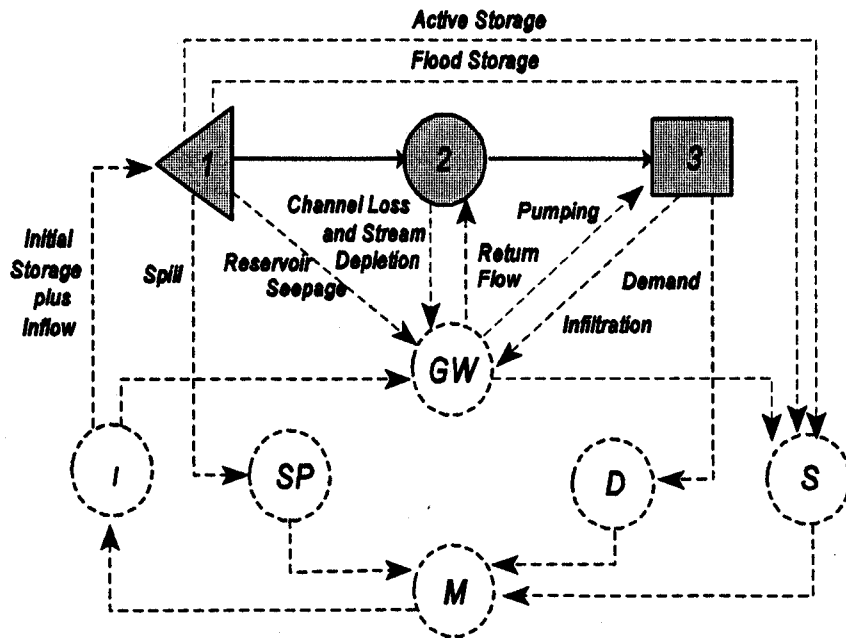 Active Storage
Flood Storage
1
2
3
Initial
Storage
plus
Inflow
Spill
Reservoir
Seepage
Channel Loss
and Stream
Depletion
Return
Flow
Pumping
Infiltration
Demand
GW
I
SP
D
S
M